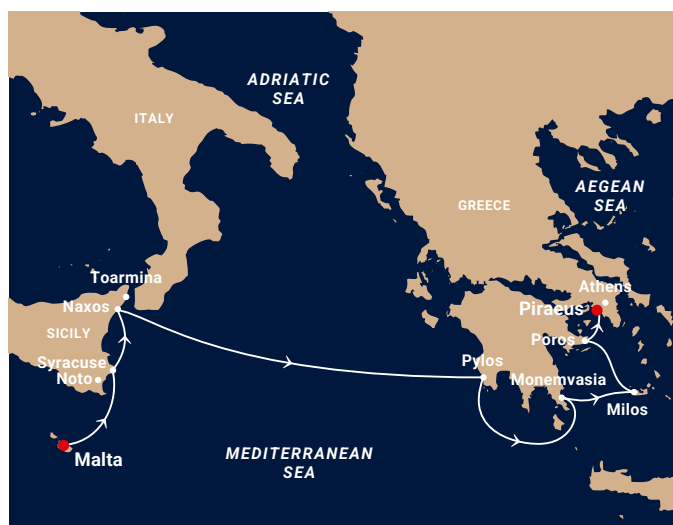 ADRIATIC
SEA
ITALY
AEGEAN
SEA
GREECE
Toarmina
Naxos
Athens
Piraeus
SICILY
Poros
Syracuse
Noto
Pylos
Monemvasia
Milos
Malta
MEDITERRANEAN
SEA